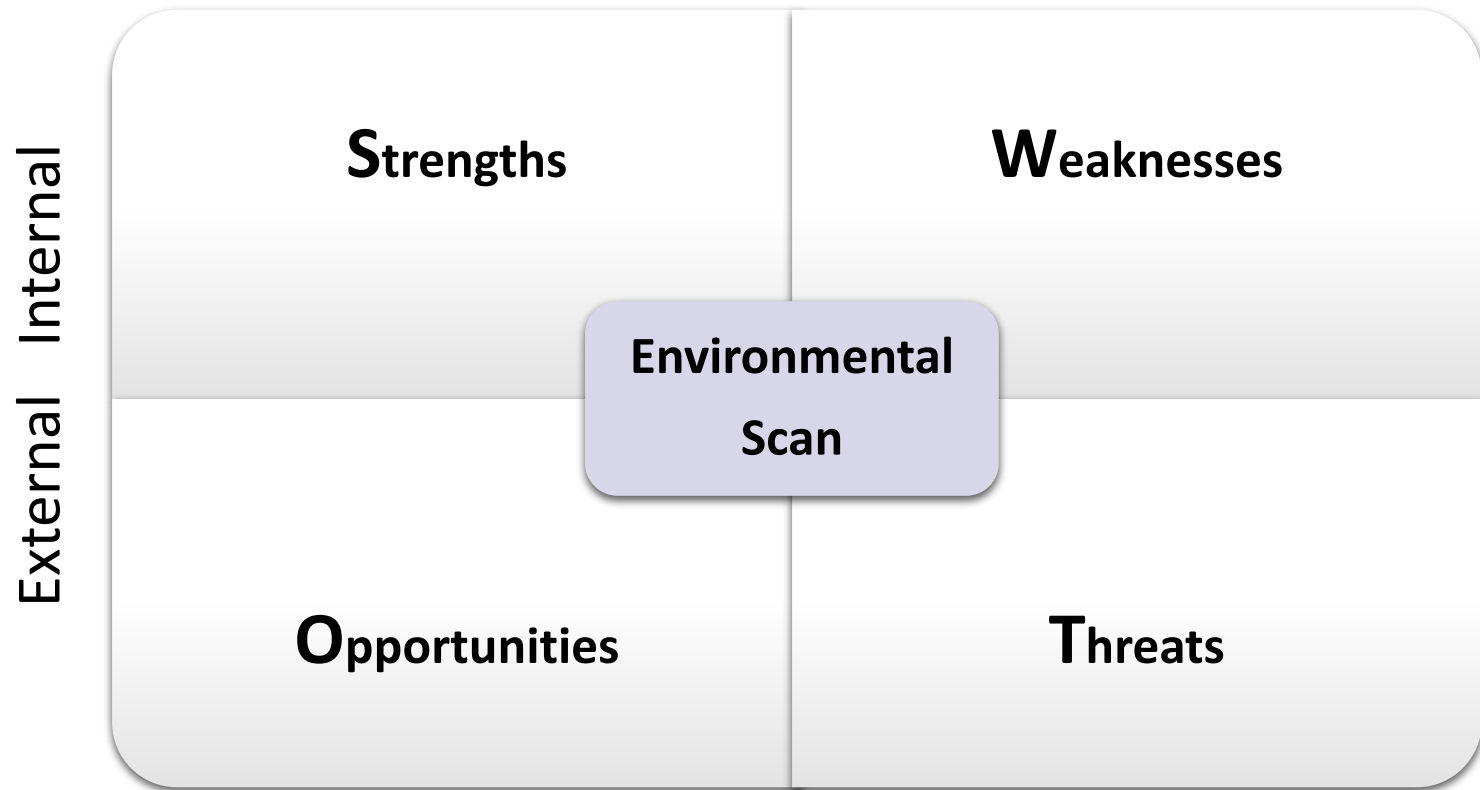 Internal
Strengths
Weaknesses
Environmental
Scan
External
Opportunities
Threats